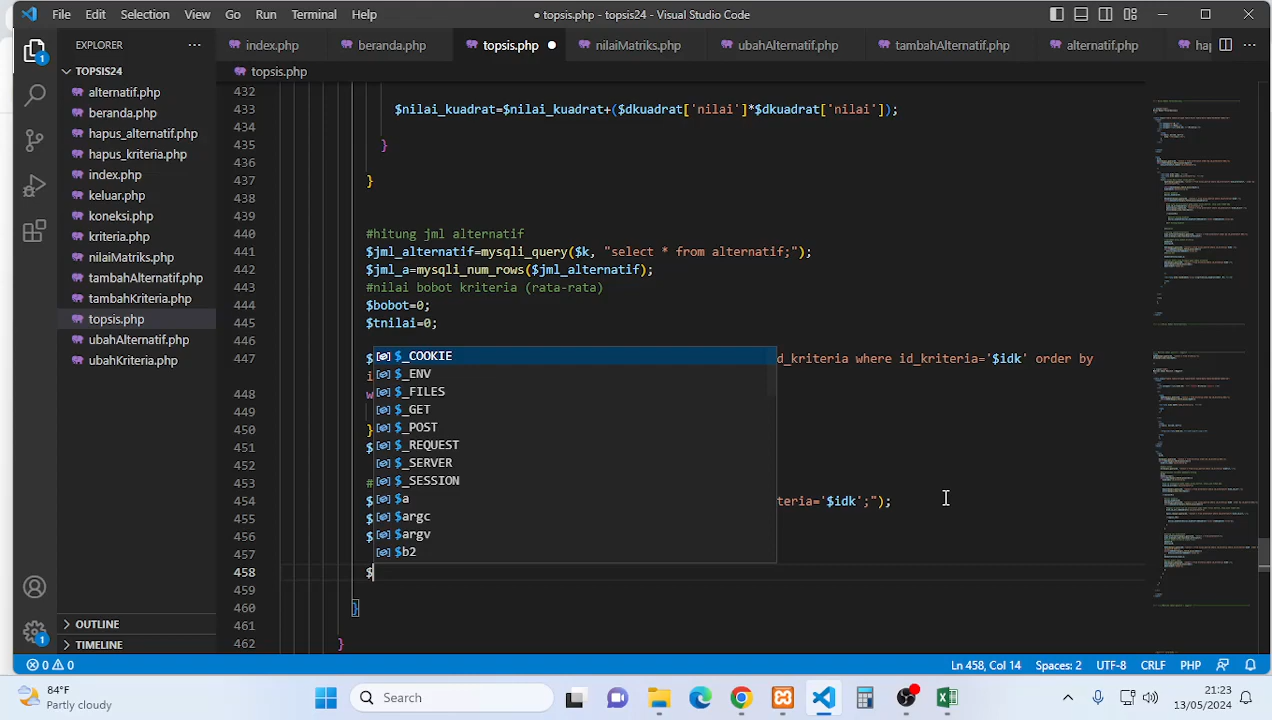 File Edit Selection View Go Run Terminal Help
● topsis.php - topsis24 - Visual Studio Code
EXPLORER
index.php
beranda.php
topsis.php
nilaiMatriks.php
ubahAlternatif.php
tambahAlternatif.php
alternatif.php
hap
TOPSIS24
topsis.php
alternatif.php
beranda.php
hapus_alternatif.php
hapus_kriteria.php
index.php
keluar.php
koneksi.php
kriteria.php
nilaiMatriks.php
tambahAlternatif.php
tambahKriteria.php
topsis.php
ubahAlternatif.php
ubahKriteria.php
OUTLINE
TIMELINE
432
433 $nilai_kuadrat=$nilai_kuadrat+($dkuadrat['nilai']*$dkuadrat['nilai']);
434
435 }
436
437 }
438
439
440 #hitung jml alternatif
441 $jml_alternatif=mysqli_query($k, "select * from alternatif;");
442 $jml_a=mysqli_num_rows($jml_alternatif);
443 #nilai bobot kriteria (rata-rata)
444 $bobot=0;
445 $tnilai=0;
446
447 $ d_kriteria where id_kriteria='$idk' order by
i
448 w
449
450 }
451 $
452
453 #
454 $ teria='$idk';");
455 $
456 $
457
458 $
459
460 }
461
462 }
$_COOKIE
$_ENV
$_FILES
$_GET
$_POST
$_REQUEST
$_SERVER
$_SESSION
$a
$argc
$argv
$b2
1
1
0 0 0
Ln 458, Col 14 Spaces: 2 UTF-8 CRLF PHP
84°F
Partly cloudy
Search
21:23
13/05/2024